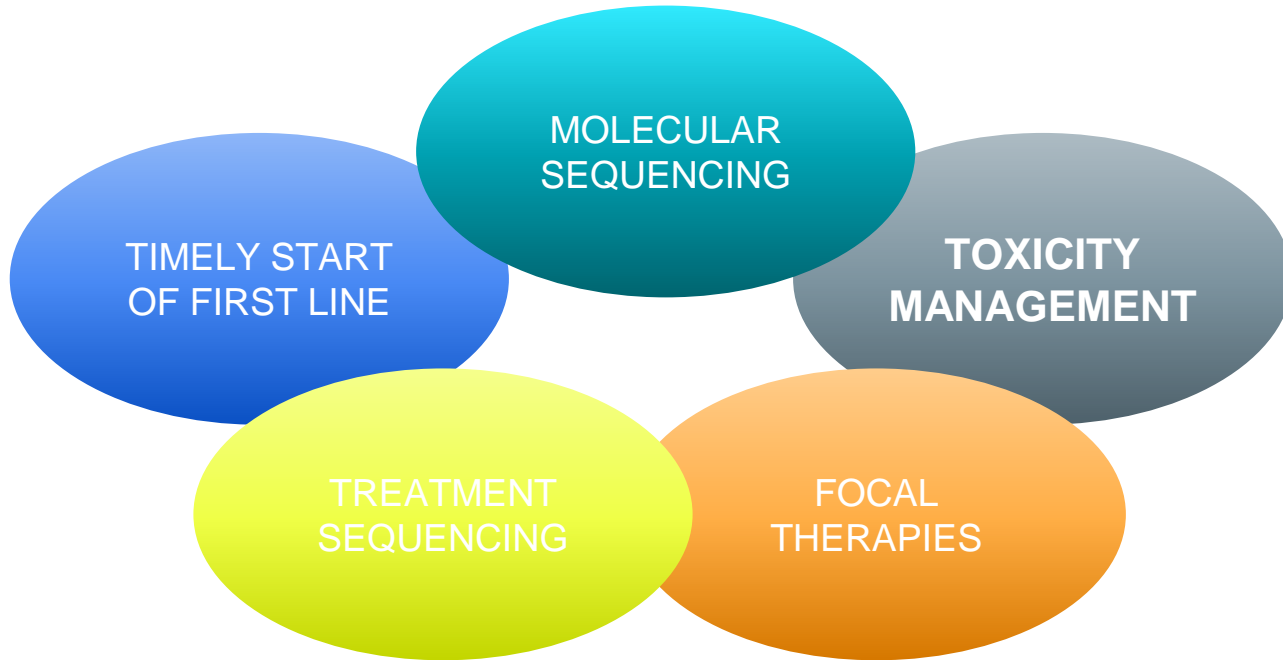 MOLECULAR
SEQUENCING
TIMELY START
OF FIRST LINE
TOXICITY
MANAGEMENT
TREATMENT
SEQUENCING
FOCAL
THERAPIES